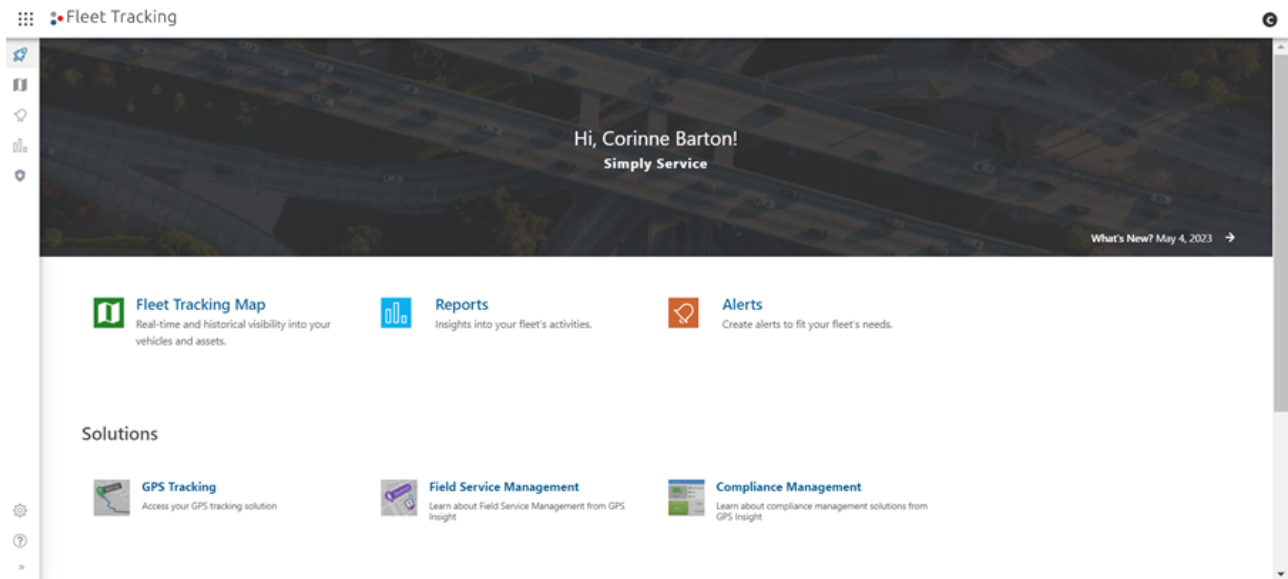 Fleet Tracking
Hi, Corinne Barton!
Simply Service
What's New? May 4, 2023
Fleet Tracking Map
Real-time and historical visibility into your
vehicles and assets.
Reports
Insights into your fleet's activities.
Alerts
Create alerts to fit your fleet's needs.
Solutions
GPS Tracking
Access your GPS tracking solution
Field Service Management
Learn about Field Service Management from GPS
Insight
Compliance Management
Learn about compliance management solutions from
GPS Insight